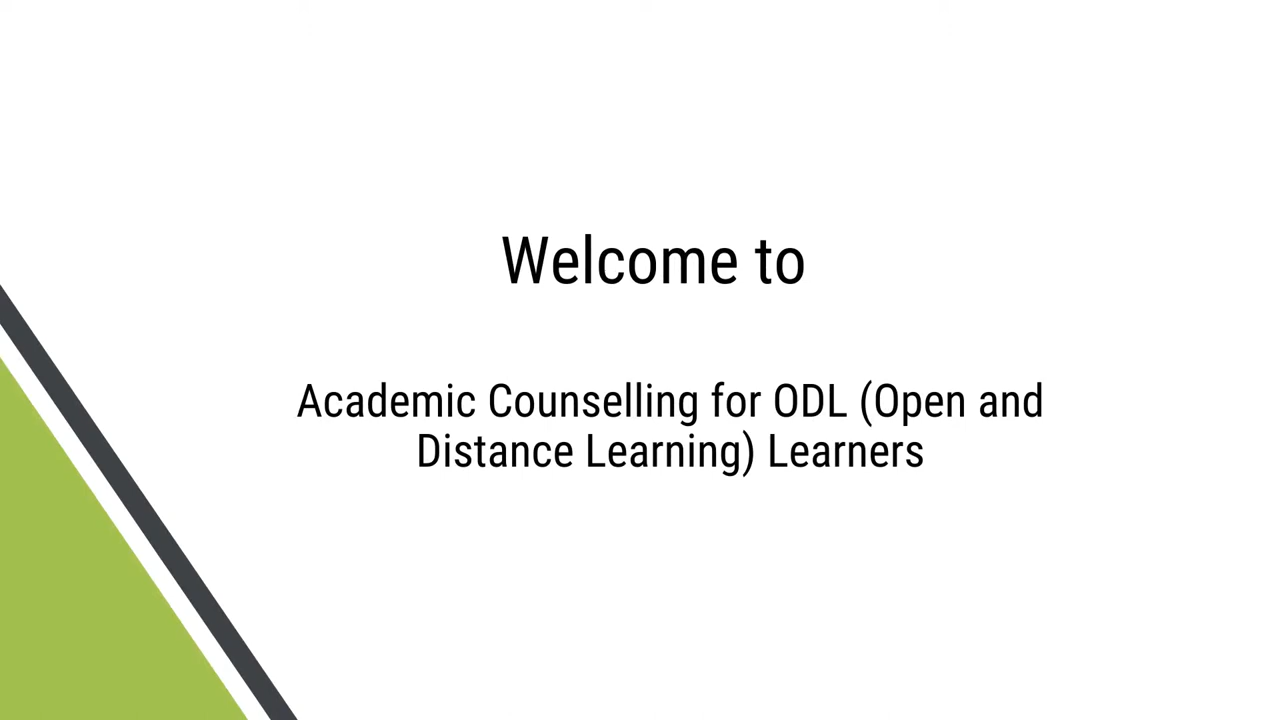 Welcome to
Academic Counselling for ODL (Open and
Distance Learning) Learners